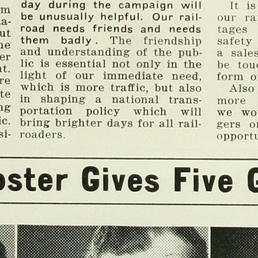 day during the campaign will
be unusually helpful. Our rail-
road needs friends and needs
them badly. The friendship
and understanding of the pub-
lic is essential not only in the
light of our immediate need,
which is more traffic, but also
in shaping a national trans-
portation policy which will
bring brighter days for all rail-
roaders.
It is
our ra
tages
safety
a sales
be tou
form o
Also
more
we wo
gers on
opportu
oster Gives Five G